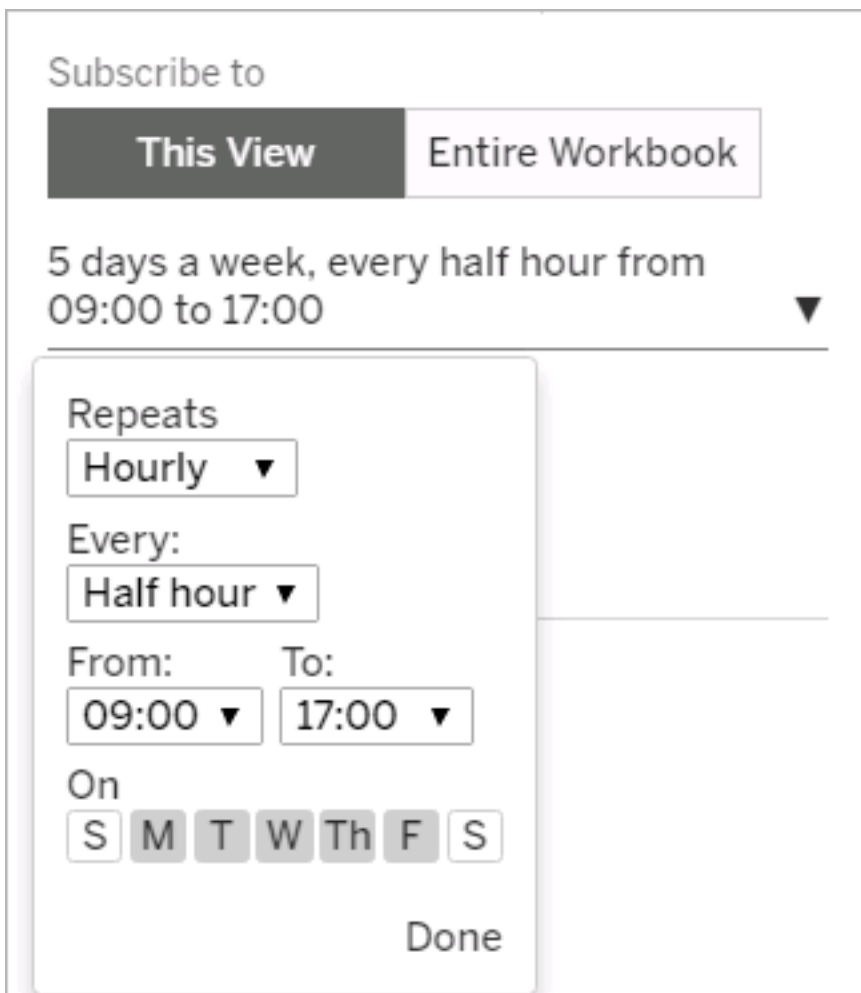 Subscribe to
This View Entire Workbook
5 days a week, every half hour from
09:00 to 17:00
Repeats
Hourly
Every:
Half hour
From: To:
09:00 17:00
On
S M T W Th F S
Done